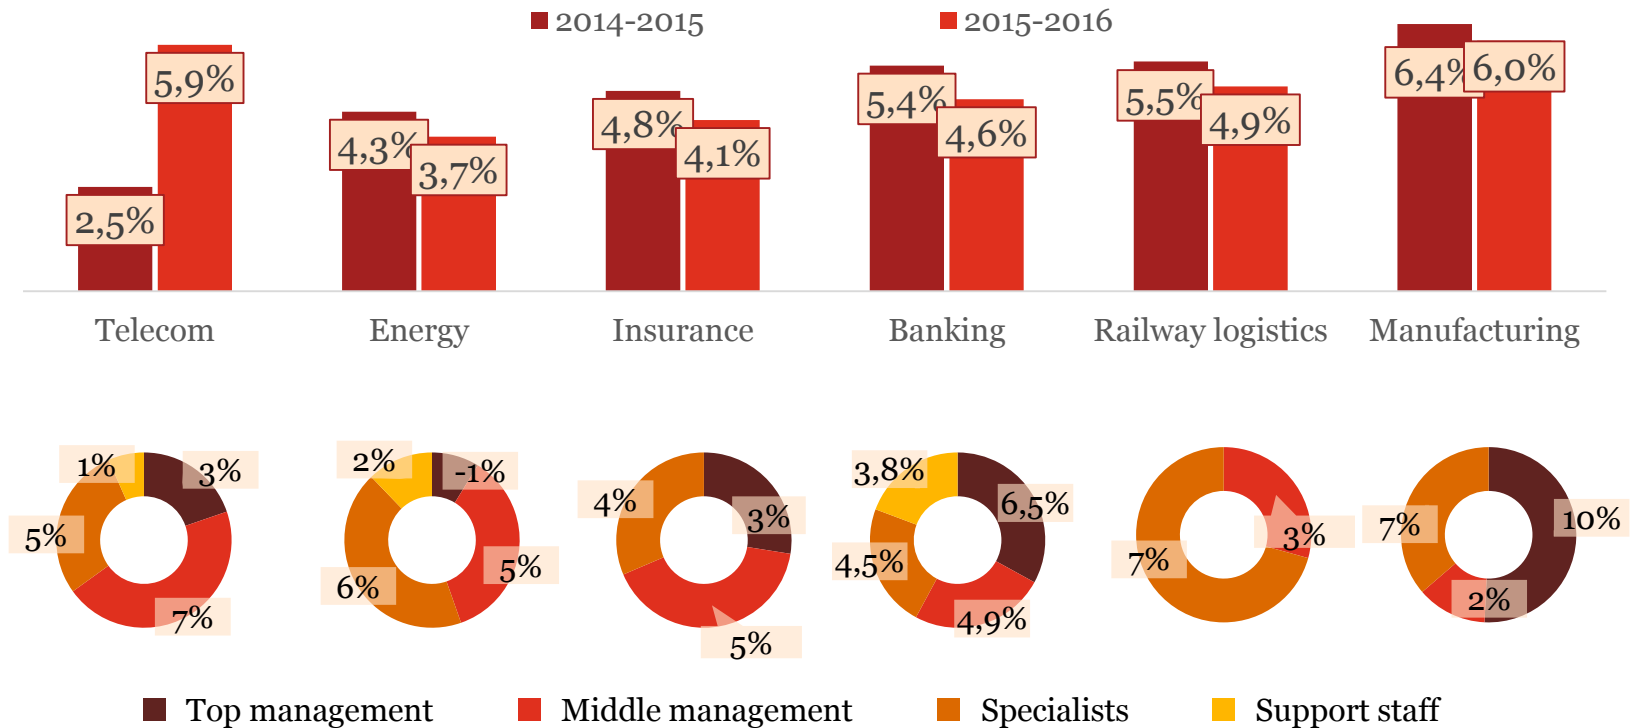 2014-2015 2015-2016
2,5% 5,9% 4,3% 3,7% 4,8% 4,1% 5,4% 4,6% 5,5% 4,9% 6,4% 6,0%
Telecom Energy Insurance Banking Railway logistics Manufacturing
1% 3% 5% 7%
2% -1% 6% 5%
4% 3% 5%
3,8% 6,5% 4,5% 4,9%
3% 7%
7% 10% 2%
Top management Middle management Specialists Support staff